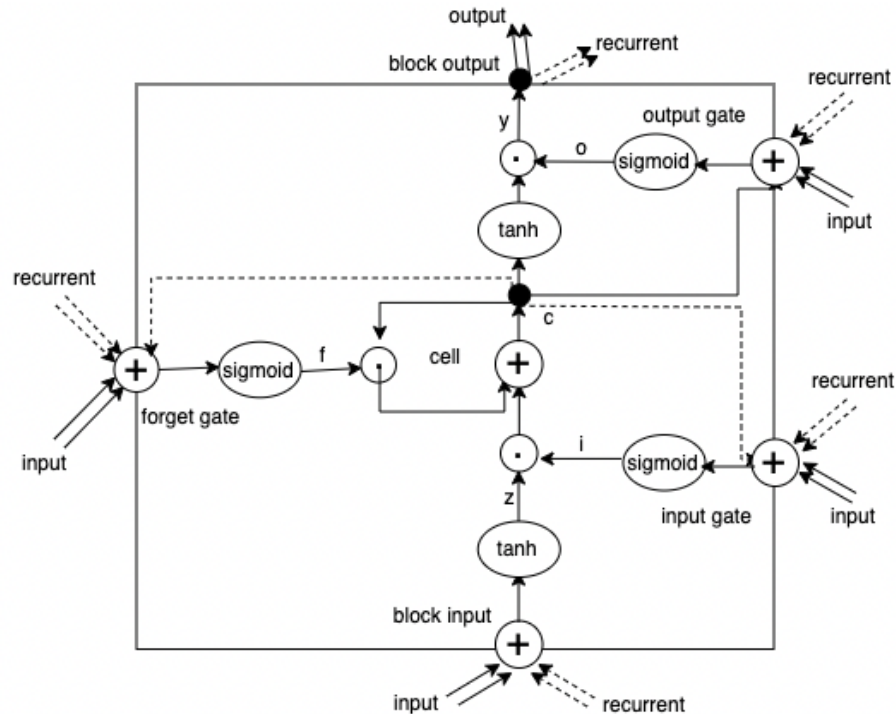 output
recurrent
block output
recurrent
y
output gate
o
sigmoid
+
.
input
tanh
recurrent
c
f
.
cell
+
recurrent
+
sigmoid
forget gate
input
i
.
sigmoid
+
z
input gate
input
tanh
block input
+
input
recurrent